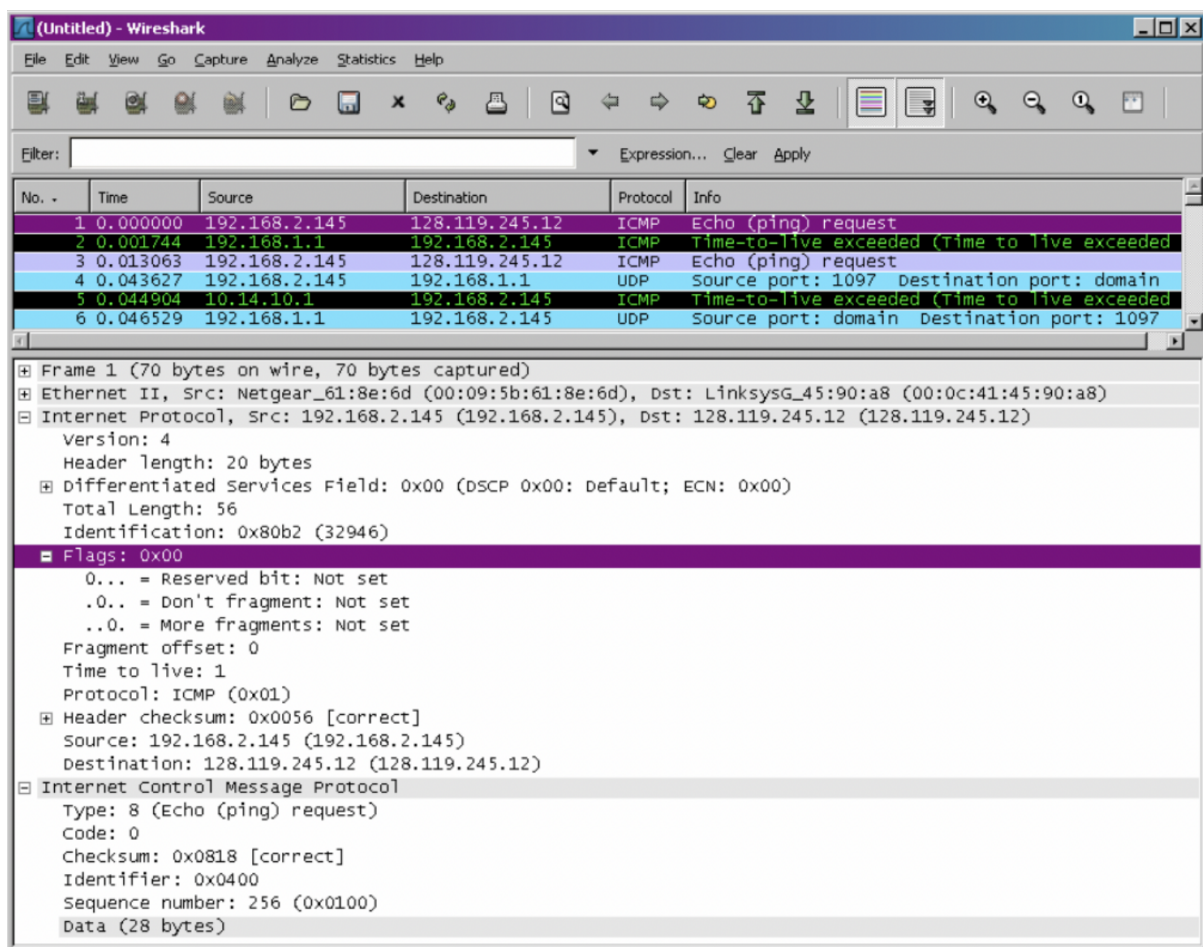 (Untitled) - Wireshark
File Edit View Go Capture Analyze Statistics Help
Filter: Expression... Clear Apply
No. . Time Source Destination Protocol Info
1 0.000000 192.168.2.145 128.119.245.12 ICMP Echo (ping) request
2 0.001744 192.168.1.1 192.168.2.145 ICMP Time-to-live exceeded (Time to live exceeded
3 0.013063 192.168.2.145 128.119.245.12 ICMP Echo (ping) request
4 0.043627 192.168.2.145 192.168.1.1 UDP Source port: 1097 Destination port: domain
5 0.044904 10.14.10.1 192.168.2.145 ICMP Time-to-live exceeded (Time to live exceeded
6 0.046529 192.168.1.1 192.168.2.145 UDP Source port: domain Destination port: 1097
Frame 1 (70 bytes on wire, 70 bytes captured)
Ethernet II, Src: Netgear_61:8e:6d (00:09:5b:61:8e:6d), Dst: LinksysG_45:90:a8 (00:0c:41:45:90:a8)
Internet Protocol, Src: 192.168.2.145 (192.168.2.145), Dst: 128.119.245.12 (128.119.245.12)
Version: 4
Header length: 20 bytes
Differentiated Services Field: 0x00 (DSCP 0x00: Default; ECN: 0x00)
Total Length: 56
Identification: 0x80b2 (32946)
Flags: 0x00
0... = Reserved bit: Not set
.0.. = Don't fragment: Not set
..0. = More fragments: Not set
Fragment offset: 0
Time to live: 1
Protocol: ICMP (0x01)
Header checksum: 0x0056 [correct]
Source: 192.168.2.145 (192.168.2.145)
Destination: 128.119.245.12 (128.119.245.12)
Internet Control Message Protocol
Type: 8 (Echo (ping) request)
Code: 0
Checksum: 0x0818 [correct]
Identifier: 0x0400
Sequence number: 256 (0x0100)
Data (28 bytes)